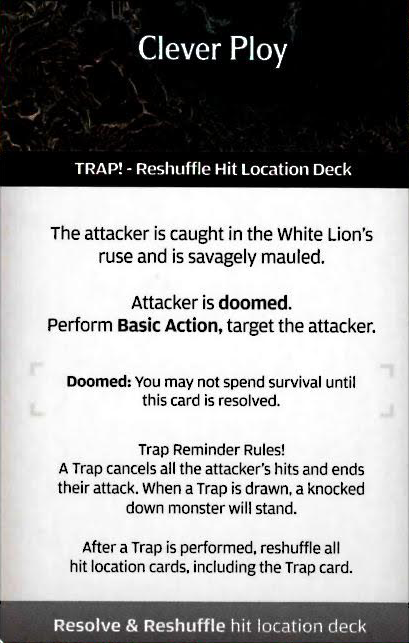 Clever Ploy
TRAP! - Reshuffle Hit Location Deck
The attacker is caught in the White Lion's
ruse and is savagely mauled.
Attacker is doomed.
Perform Basic Action, target the attacker.
Doomed: You may not spend survival until
this card is resolved.
Trap Reminder Rules!
A Trap cancels all the attacker's hits and ends
their attack. When a Trap is drawn, a knocked
down monster will stand.
After a Trap is performed, reshuffle all
hit location cards, including the Trap card.
Resolve & Reshuffle hit location deck